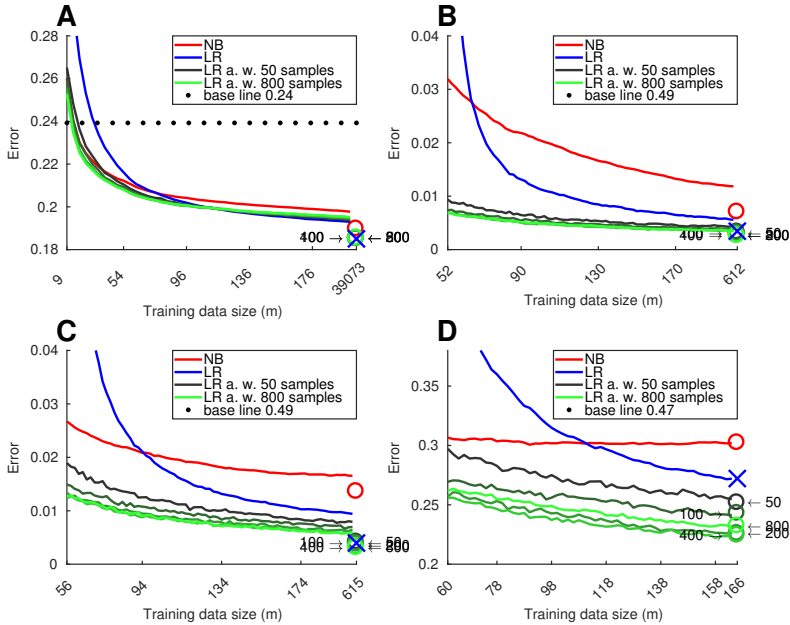 A
0.28
0.26
0.24
0.22
0.2
0.18
Error
NB
LR
LR a. w. 50 samples
LR a. w. 800 samples
base line 0.24
400 →
← 800
9
54
96
136
176
39073
Training data size (m)
B
0.04
0.03
0.02
0.01
0
Error
NB
LR
LR a. w. 50 samples
LR a. w. 800 samples
base line 0.49
400 →
← 50
52
90
130
170
612
Training data size (m)
C
0.04
0.03
0.02
0.01
0
Error
NB
LR
LR a. w. 50 samples
LR a. w. 800 samples
base line 0.49
100 →
400 →
← 50
← 800
56
94
134
174
615
Training data size (m)
D
0.35
0.3
0.25
0.2
Error
NB
LR
LR a. w. 50 samples
LR a. w. 800 samples
base line 0.47
← 50
100 →
← 800
400 →
← 200
60
78
98
118
138
158
166
Training data size (m)